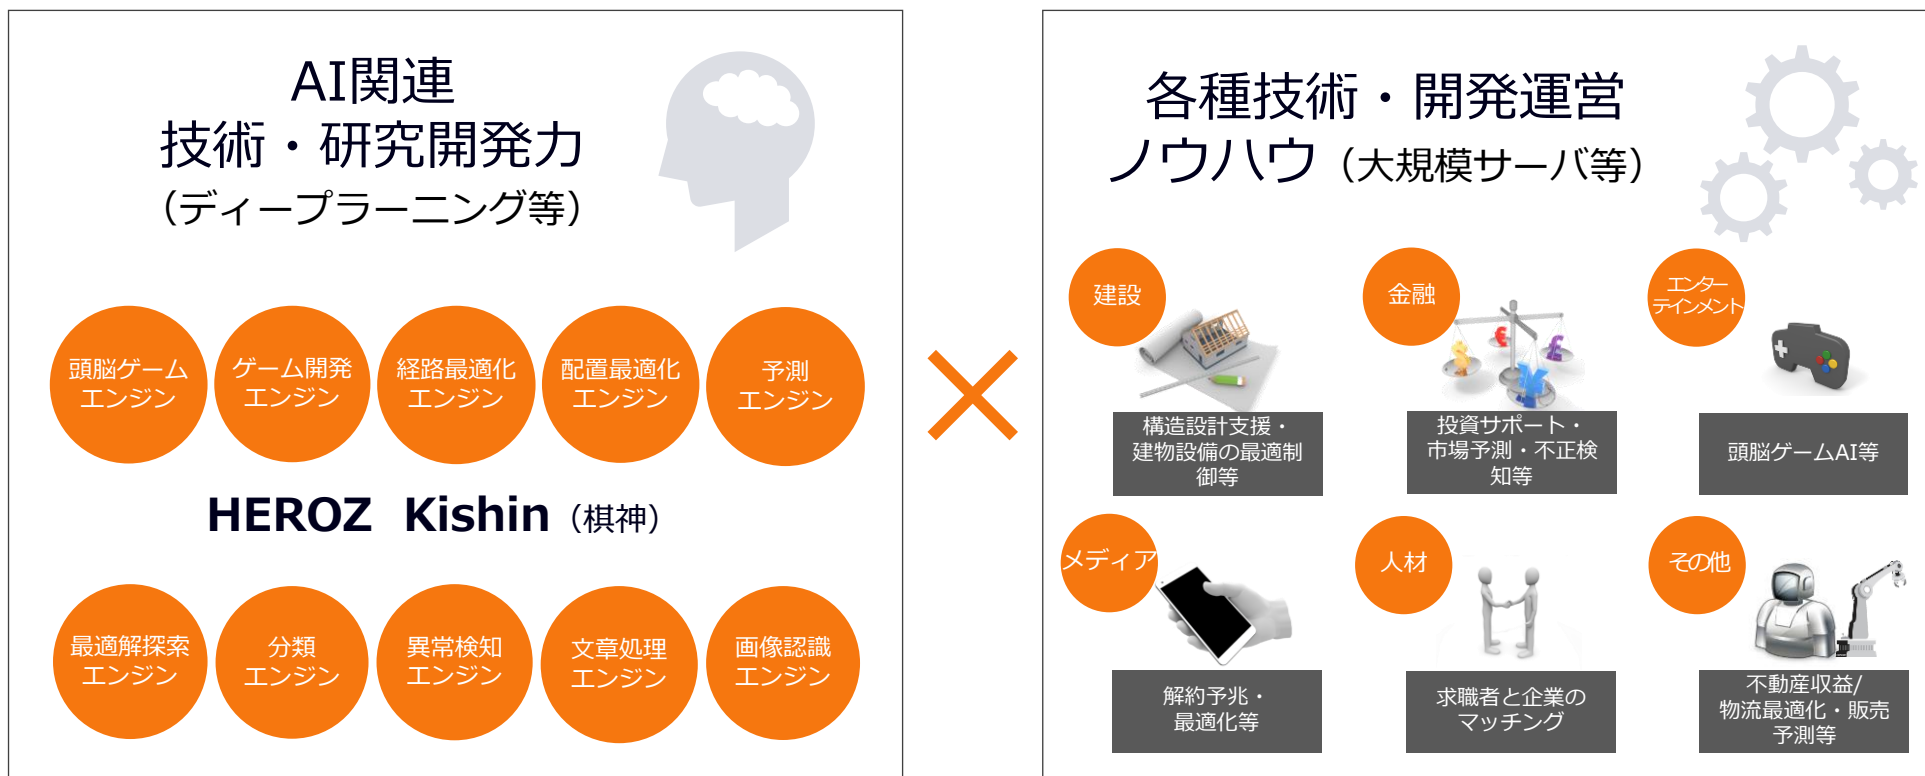 AI関連
技術・研究開発力
（ディープラーニング等）
頭脳ゲーム
エンジン
ゲーム開発
エンジン
経路最適化
エンジン
配置最適化
エンジン
予測
エンジン
HEROZ Kishin（棋神）
最適解探索
エンジン
分類
エンジン
異常検知
エンジン
文章処理
エンジン
画像認識
エンジン
各種技術・開発運営
ノウハウ（大規模サーバ等）
建設
構造設計支援・
建物設備の最適制
御等
金融
投資サポート・
市場予測・不正検
知等
エンター
テインメント
頭脳ゲームAI等
メディア
解約予兆・
最適化等
人材
求職者と企業の
マッチング
その他
不動産収益/
物流最適化・販売
予測等